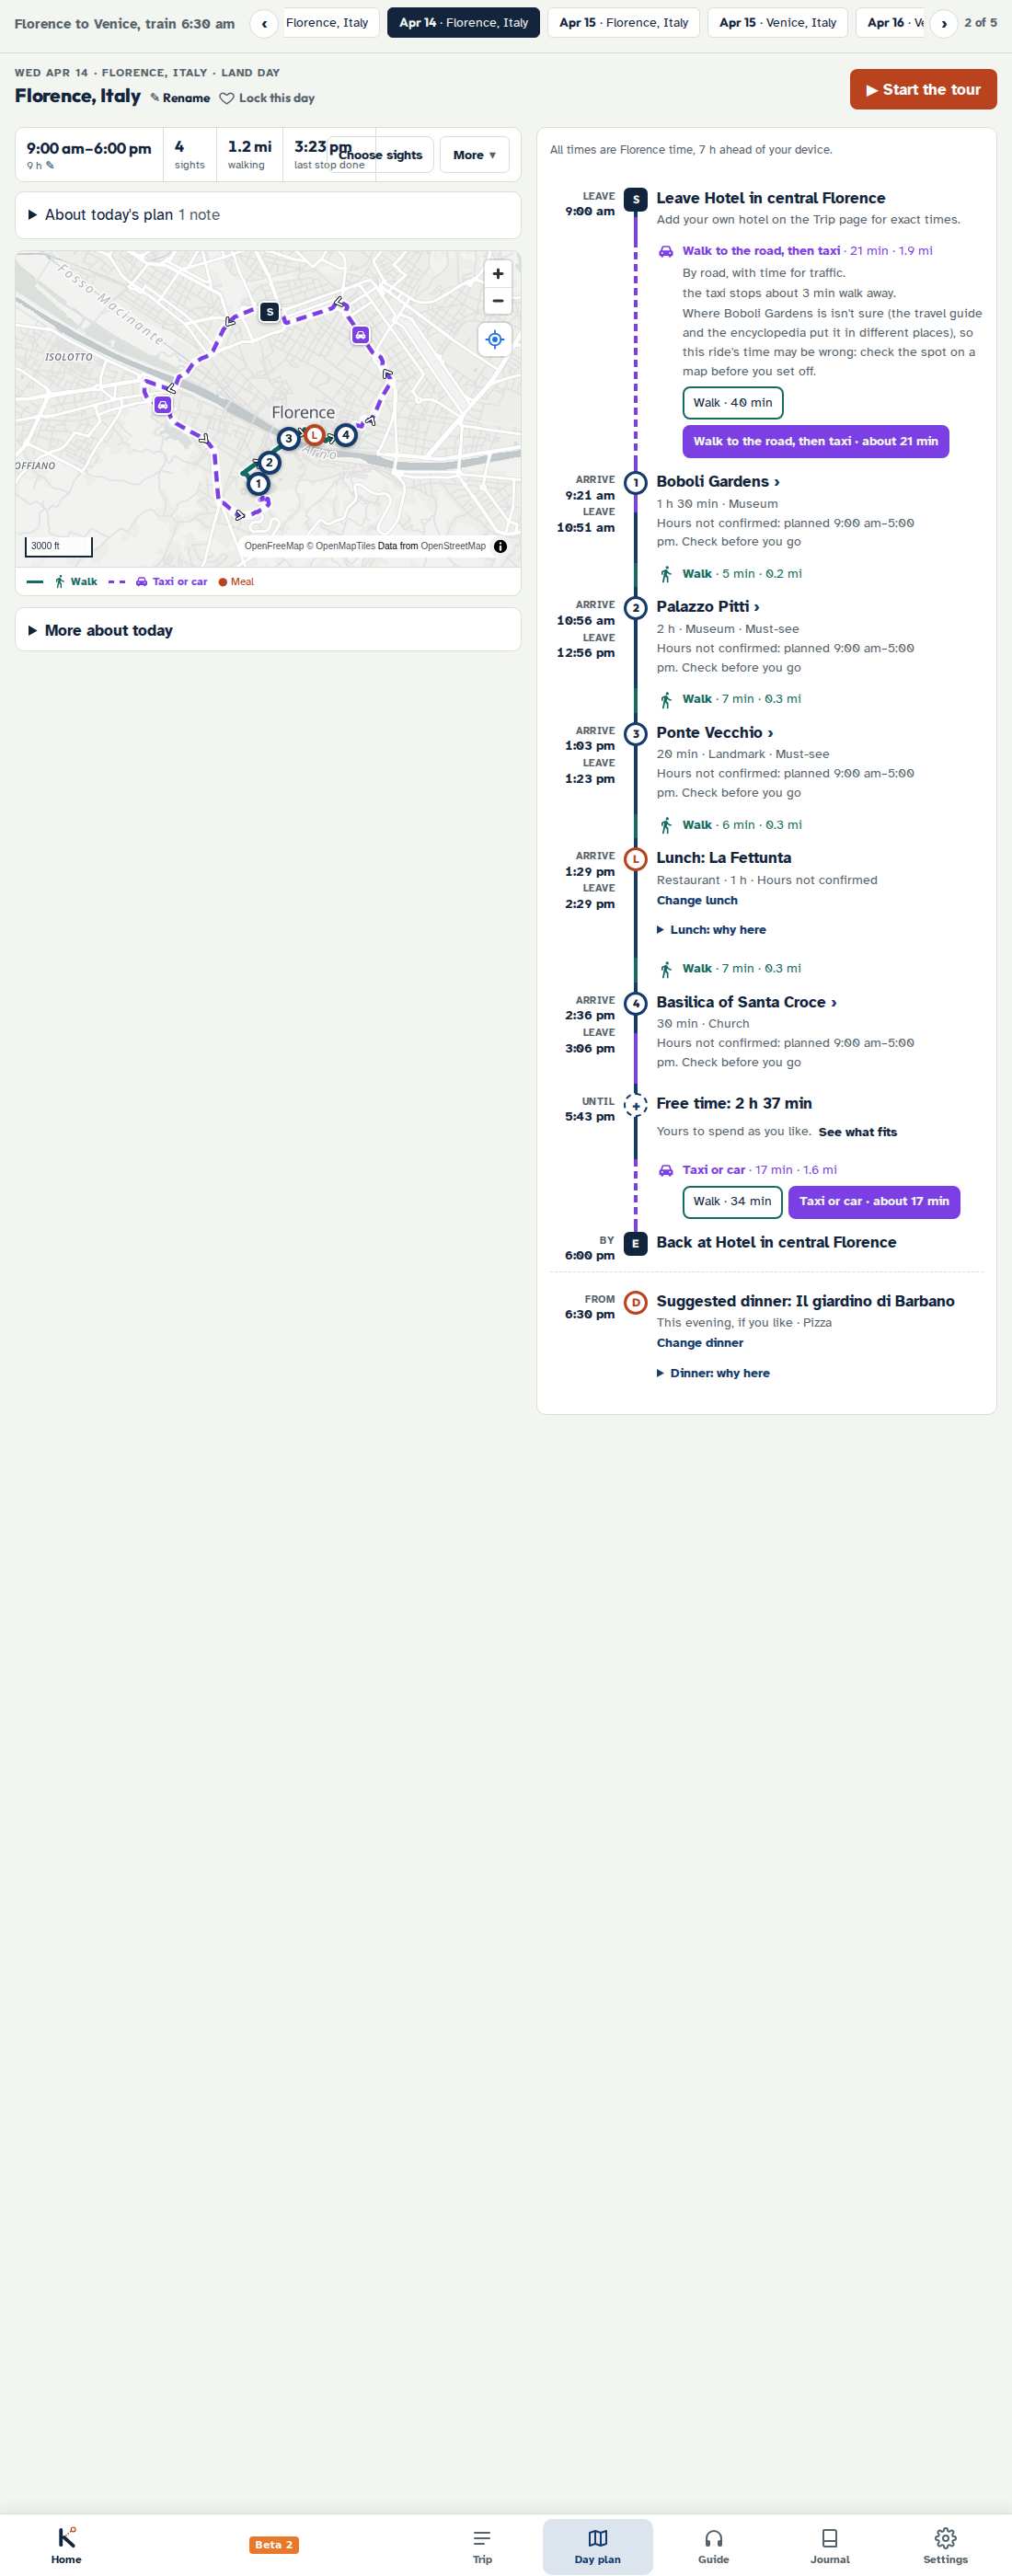 Florence to Venice, train 6:30 am
‹
Florence, Italy
Apr 14 · Florence, Italy
Apr 15 · Florence, Italy
Apr 15 · Venice, Italy
Apr 16 · Ve
›
2 of 5
WED APR 14 · FLORENCE, ITALY · LAND DAY
Florence, Italy ✎ Rename ♡ Lock this day
▶ Start the tour
9:00 am–6:00 pm
9 h ✎
4
sights
1.2 mi
walking
3:23 pm
last stop done
Choose sights
More ▾
▶ About today's plan 1 note
Fosso Macinante
ISOLOTTO
Florence
Arno
OFFIANO
S
3
L
4
2
1
+
−
3000 ft
OpenFreeMap © OpenMapTiles Data from OpenStreetMap
Walk
Taxi or car
Meal
▶ More about today
All times are Florence time, 7 h ahead of your device.
LEAVE
9:00 am
S
Leave Hotel in central Florence
Add your own hotel on the Trip page for exact times.
Walk to the road, then taxi · 21 min · 1.9 mi
By road, with time for traffic.
the taxi stops about 3 min walk away.
Where Boboli Gardens is isn't sure (the travel guide
and the encyclopedia put it in different places), so
this ride's time may be wrong: check the spot on a
map before you set off.
Walk · 40 min
Walk to the road, then taxi · about 21 min
ARRIVE
9:21 am
LEAVE
10:51 am
1
Boboli Gardens ›
1 h 30 min · Museum
Hours not confirmed: planned 9:00 am–5:00
pm. Check before you go
Walk · 5 min · 0.2 mi
ARRIVE
10:56 am
LEAVE
12:56 pm
2
Palazzo Pitti ›
2 h · Museum · Must-see
Hours not confirmed: planned 9:00 am–5:00
pm. Check before you go
Walk · 7 min · 0.3 mi
ARRIVE
1:03 pm
LEAVE
1:23 pm
3
Ponte Vecchio ›
20 min · Landmark · Must-see
Hours not confirmed: planned 9:00 am–5:00
pm. Check before you go
Walk · 6 min · 0.3 mi
ARRIVE
1:29 pm
LEAVE
2:29 pm
L
Lunch: La Fettunta
Restaurant · 1 h · Hours not confirmed
Change lunch
▶ Lunch: why here
Walk · 7 min · 0.3 mi
ARRIVE
2:36 pm
LEAVE
3:06 pm
4
Basilica of Santa Croce ›
30 min · Church
Hours not confirmed: planned 9:00 am–5:00
pm. Check before you go
UNTIL
5:43 pm
+
Free time: 2 h 37 min
Yours to spend as you like. See what fits
Taxi or car · 17 min · 1.6 mi
Walk · 34 min
Taxi or car · about 17 min
BY
6:00 pm
E
Back at Hotel in central Florence
FROM
6:30 pm
D
Suggested dinner: Il giardino di Barbano
This evening, if you like · Pizza
Change dinner
▶ Dinner: why here
Home
Beta 2
Trip
Day plan
Guide
Journal
Settings